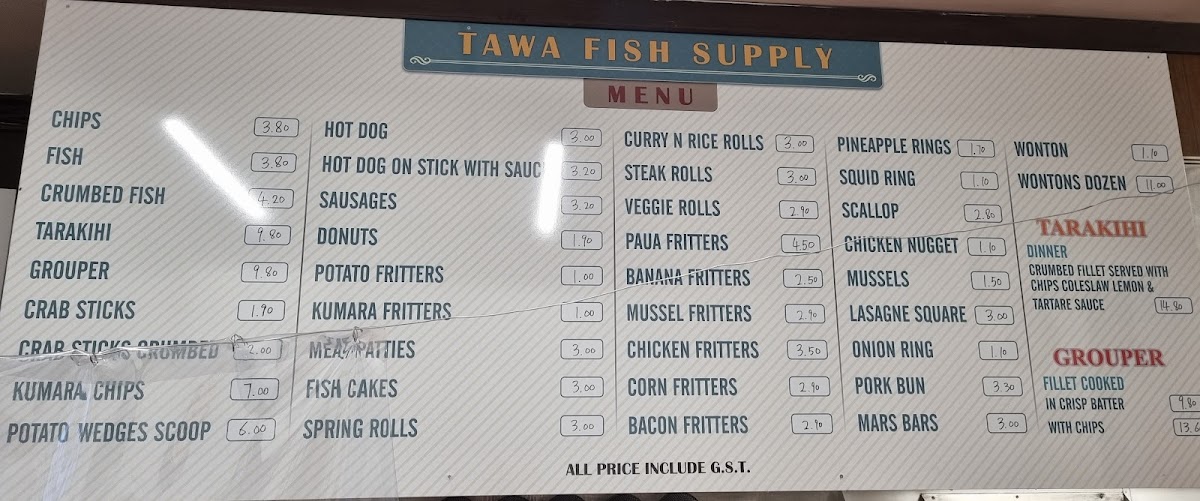 TAWA FISH SUPPLY
MENU
CHIPS 3.80
FISH 3.80
CRUMBED FISH 4.20
TARAKIHI 9.80
GROUPER 9.80
CRAB STICKS 1.90
CRAB STICKS CRUMBED 2.00
KUMARA CHIPS 7.00
POTATO WEDGES SCOOP 6.00
HOT DOG 3.00
HOT DOG ON STICK WITH SAUC 3.20
SAUSAGES 3.20
DONUTS 1.90
POTATO FRITTERS 1.00
KUMARA FRITTERS 1.00
MEAT PATTIES 3.00
FISH CAKES 3.00
SPRING ROLLS 3.00
CURRY N RICE ROLLS 3.00
STEAK ROLLS 3.00
VEGGIE ROLLS 2.90
PAUA FRITTERS 4.50
BANANA FRITTERS 2.50
MUSSEL FRITTERS 2.90
CHICKEN FRITTERS 3.50
CORN FRITTERS 2.90
BACON FRITTERS 2.90
PINEAPPLE RINGS 1.70
SQUID RING 1.10
SCALLOP 2.80
CHICKEN NUGGET 1.10
MUSSELS 1.50
LASAGNE SQUARE 3.00
ONION RING 1.10
PORK BUN 3.30
MARS BARS 3.00
WONTON 1.10
WONTONS DOZEN 11.00
TARAKIHI
DINNER
CRUMBED FILLET SERVED WITH
CHIPS COLESLAW LEMON &
TARTARE SAUCE 14.80
GROUPER
FILLET COOKED
IN CRISP BATTER 9.80
WITH CHIPS
ALL PRICE INCLUDE G.S.T.